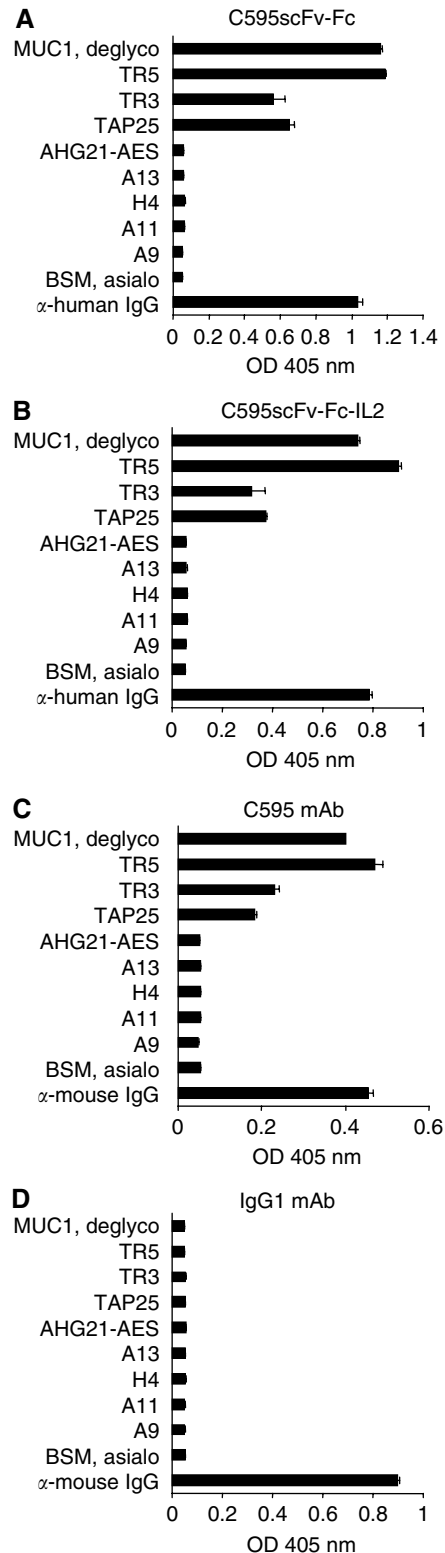 A
C595scFv-Fc
MUC1, deglyco
TR5
TR3
TAP25
AHG21-AES
A13
H4
A11
A9
BSM, asialo
α-human IgG
0 0.2 0.4 0.6 0.8 1 1.2 1.4
OD 405 nm
B
C595scFv-Fc-IL2
MUC1, deglyco
TR5
TR3
TAP25
AHG21-AES
A13
H4
A11
A9
BSM, asialo
α-human IgG
0 0.2 0.4 0.6 0.8 1
OD 405 nm
C
C595 mAb
MUC1, deglyco
TR5
TR3
TAP25
AHG21-AES
A13
H4
A11
A9
BSM, asialo
α-mouse IgG
0 0.2 0.4 0.6
OD 405 nm
D
IgG1 mAb
MUC1, deglyco
TR5
TR3
TAP25
AHG21-AES
A13
H4
A11
A9
BSM, asialo
α-mouse IgG
0 0.2 0.4 0.6 0.8 1
OD 405 nm